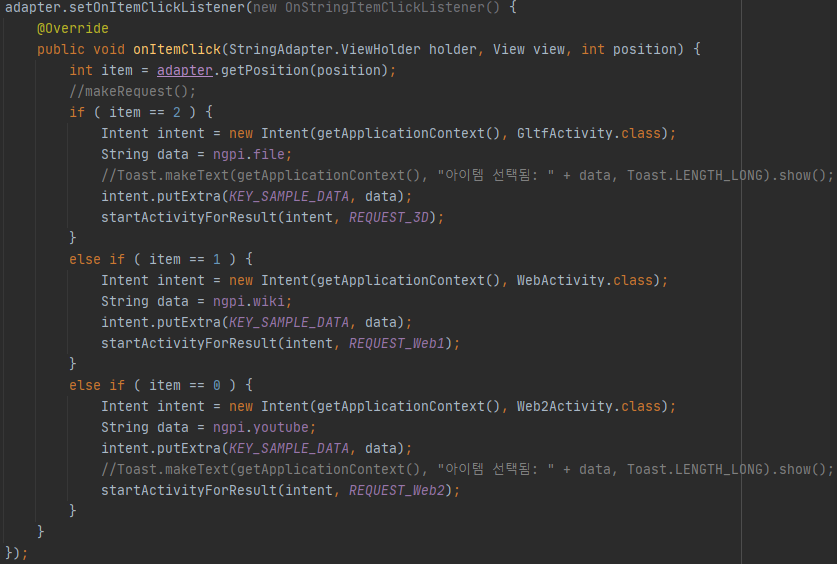 adapter.setOnItemClickListener(new OnStringItemClickListener() {
@Override
public void onItemClick(StringAdapter.ViewHolder holder, View view, int position) {
int item = adapter.getPosition(position);
//makeRequest();
if ( item == 2 ) {
Intent intent = new Intent(getApplicationContext(), GltfActivity.class);
String data = ngpi.file;
//Toast.makeText(getApplicationContext(), "아이템 선택됨: " + data, Toast.LENGTH_LONG).show();
intent.putExtra(KEY_SAMPLE_DATA, data);
startActivityForResult(intent, REQUEST_3D);
}
else if ( item == 1 ) {
Intent intent = new Intent(getApplicationContext(), WebActivity.class);
String data = ngpi.wiki;
intent.putExtra(KEY_SAMPLE_DATA, data);
startActivityForResult(intent, REQUEST_Web1);
}
else if ( item == 0 ) {
Intent intent = new Intent(getApplicationContext(), Web2Activity.class);
String data = ngpi.youtube;
intent.putExtra(KEY_SAMPLE_DATA, data);
//Toast.makeText(getApplicationContext(), "아이템 선택됨: " + data, Toast.LENGTH_LONG).show();
startActivityForResult(intent, REQUEST_Web2);
}
}
});